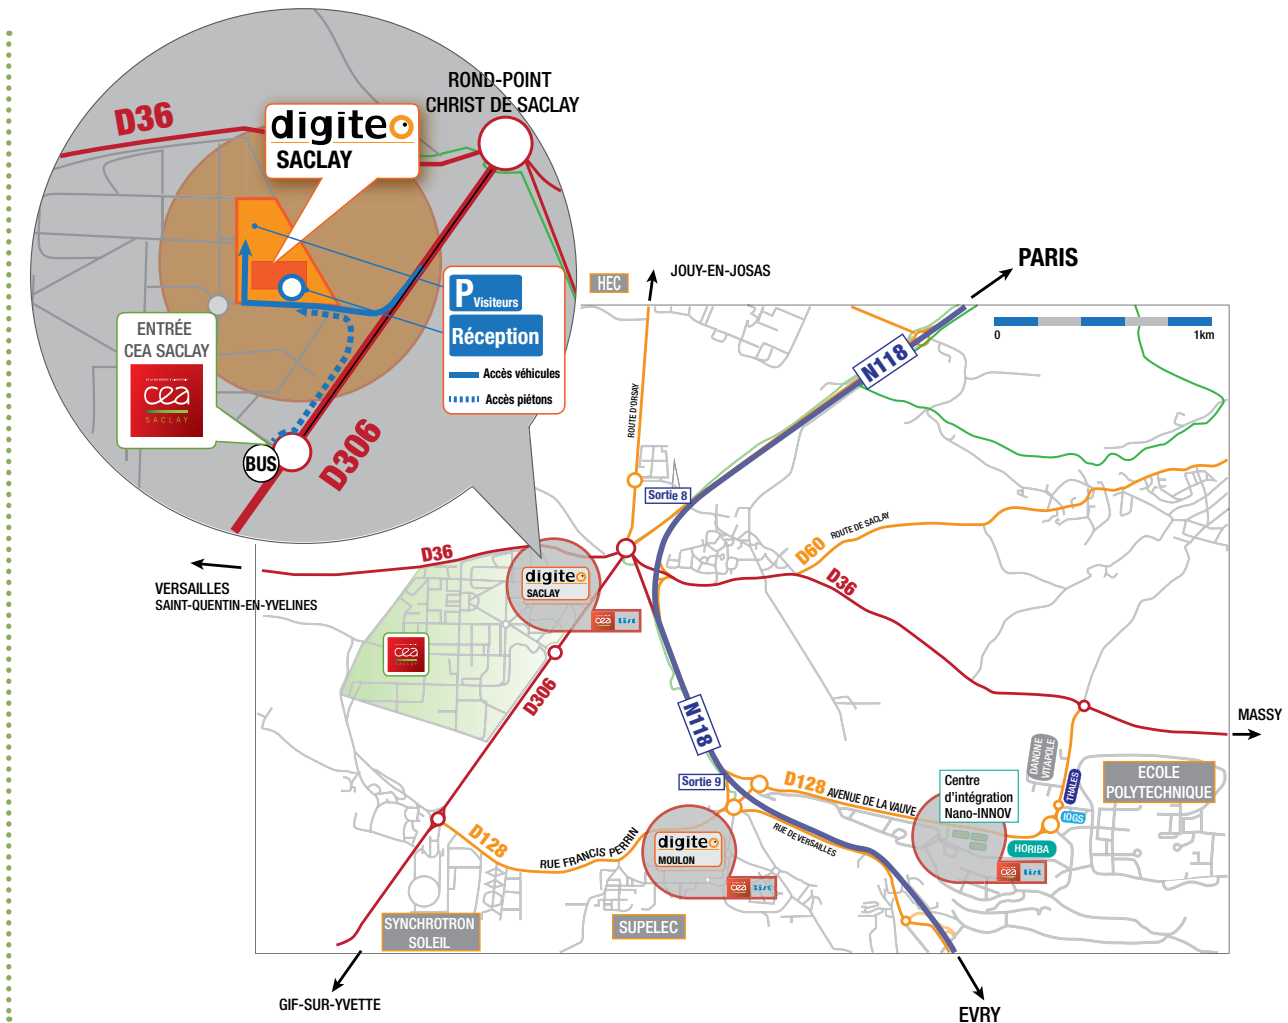 ROND-POINT
CHRIST DE SACLAY
D36
digiteo
SACLAY
P Visiteurs
Réception
Accès véhicules
Accès piétons
ENTRÉE
CEA SACLAY
cea
SACLAY
BUS
D306
HEC
JOUY-EN-JOSAS
PARIS
0
1km
N118
ROUTE D'ORSAY
Sortie 8
D60
ROUTE DE SACLAY
D36
D36
VERSAILLES
SAINT-QUENTIN-EN-YVELINES
digiteo
SACLAY
cea
list
cea
SACLAY
D306
N118
MASSY
DANONE
VITAPOLE
THALES
ECOLE
POLYTECHNIQUE
Sortie 9
D128
AVENUE DE LA VAUVE
Centre
d'intégration
Nano-INNOV
IOGS
HORIBA
cea
list
RUE DE VERSAILLES
D128
RUE FRANCIS PERRIN
digiteo
MOULON
cea
list
SYNCHROTRON
SOLEIL
SUPELEC
GIF-SUR-YVETTE
EVRY